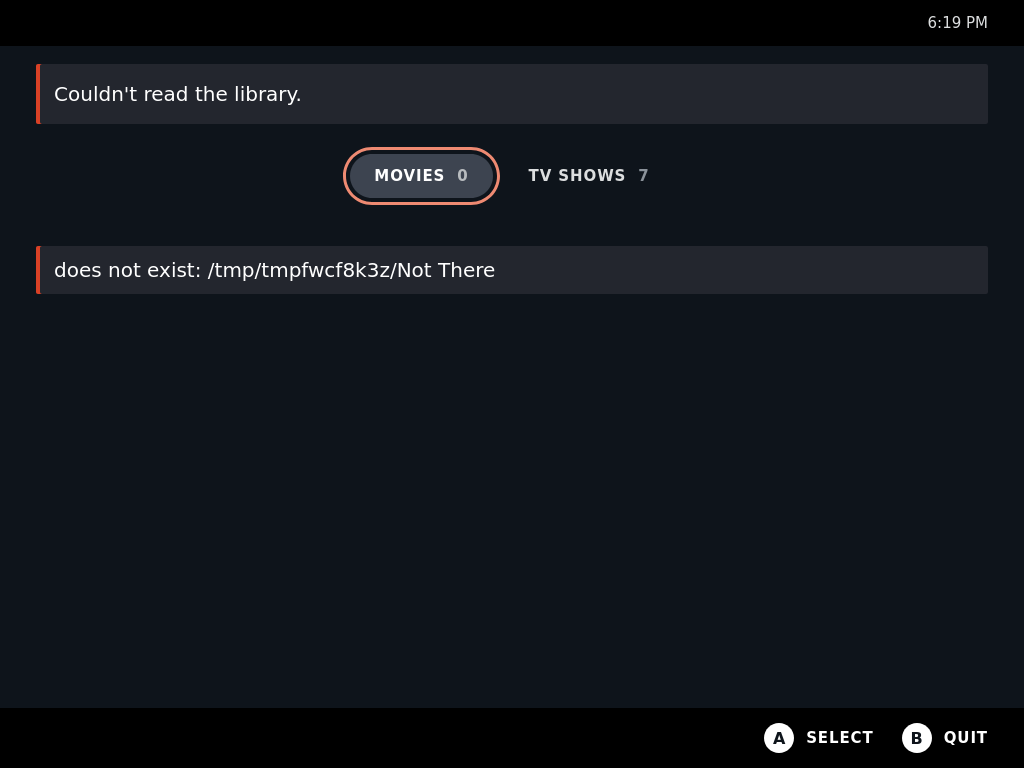 6:19 PM
Couldn't read the library.
MOVIES 0 TV SHOWS 7
does not exist: /tmp/tmpfwcf8k3z/Not There
A SELECT B QUIT